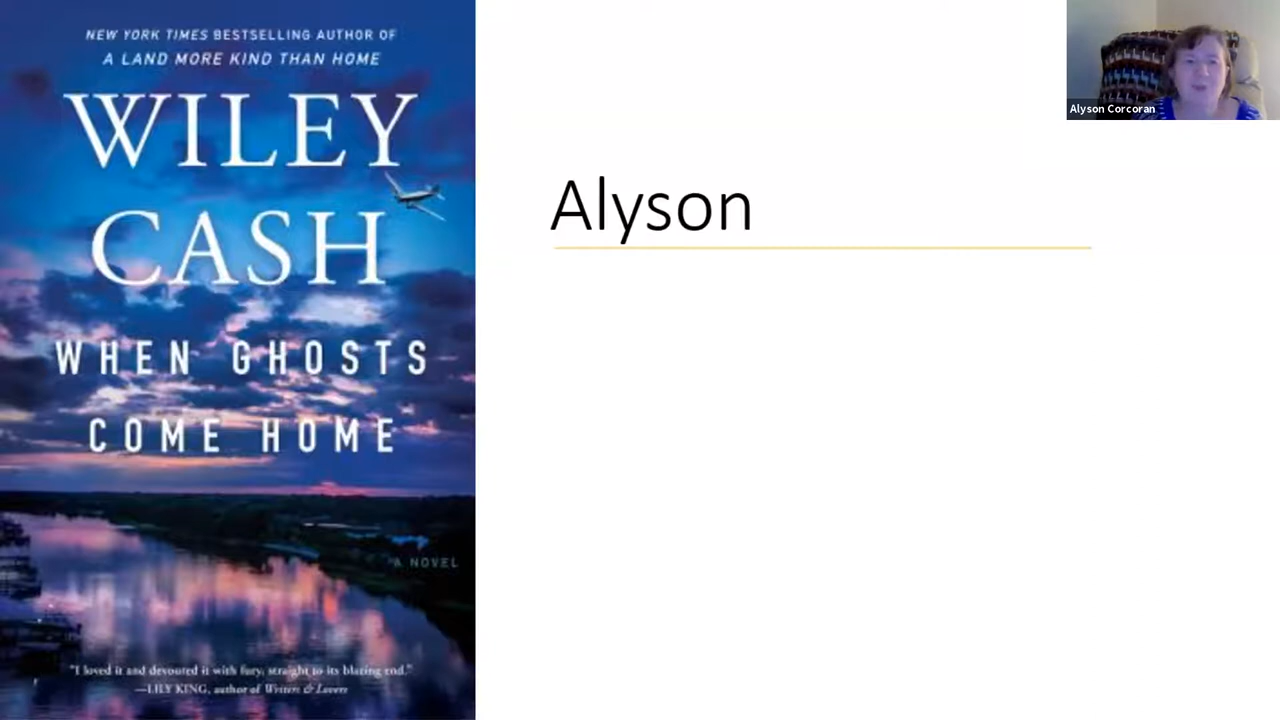 NEW YORK TIMES BESTSELLING AUTHOR OF
A LAND MORE KIND THAN HOME
WILEY
CASH
WHEN GHOSTS
COME HOME
A NOVEL
"I loved it and devoured it with fury, straight to its blazing end."
—LILY KING, author of Writers & Lovers
Alyson
Alyson Corcoran